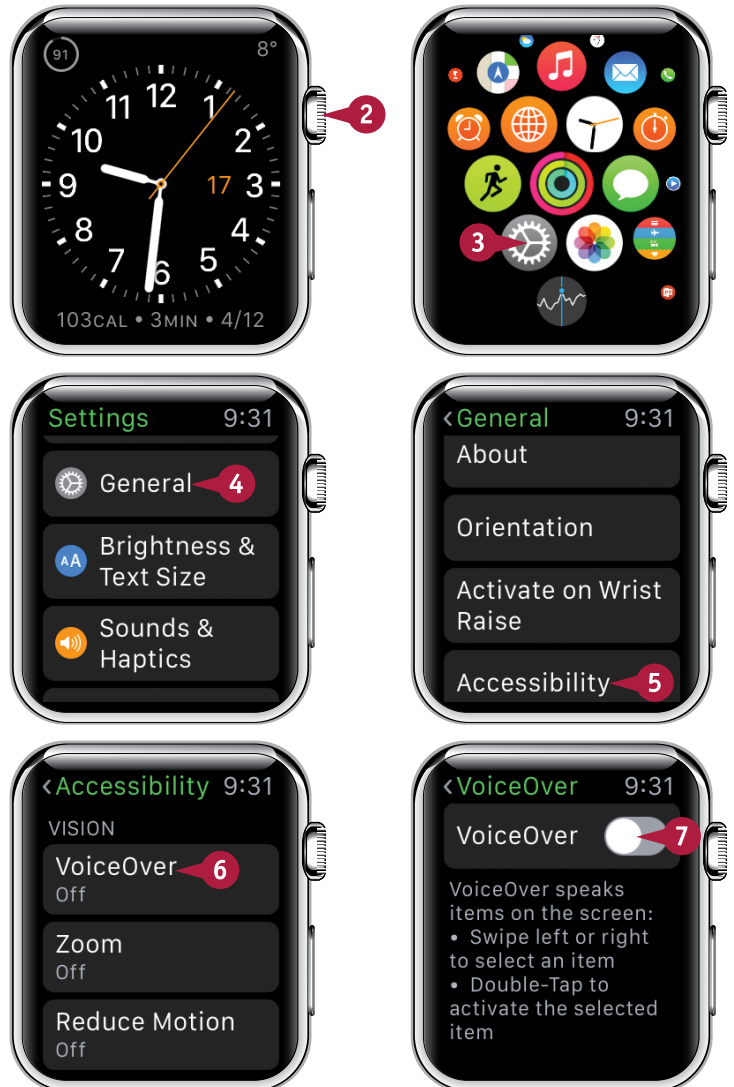 91
8°
12
11
1
10
2
9
17
3
8
4
7
6
5
103CAL • 3MIN • 4/12
2
3
Settings 9:31
General
4
AA
Brightness &
Text Size
Sounds &
Haptics
<General 9:31
About
Orientation
Activate on Wrist
Raise
Accessibility
5
<Accessibility 9:31
VISION
VoiceOver
6
Off
Zoom
Off
Reduce Motion
Off
<VoiceOver 9:31
VoiceOver
7
VoiceOver speaks
items on the screen:
• Swipe left or right
to select an item
• Double-Tap to
activate the selected
item